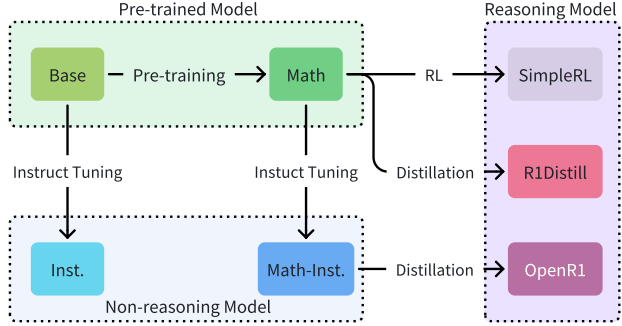 Pre-trained Model
Reasoning Model
Base
Pre-training
Math
RL
SimpleRL
Instruct Tuning
Instuct Tuning
Distillation
R1Distill
Inst.
Math-Inst.
Distillation
OpenR1
Non-reasoning Model